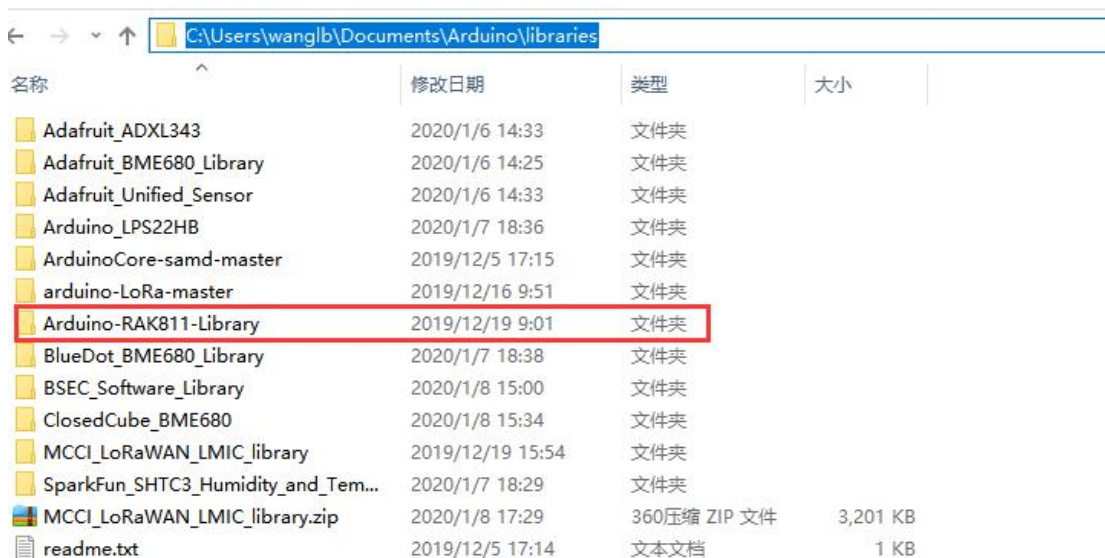 C:\Users\wanglb\Documents\Arduino\libraries
名称 修改日期 类型 大小
Adafruit_ADXL343 2020/1/6 14:33 文件夹
Adafruit_BME680_Library 2020/1/6 14:25 文件夹
Adafruit_Unified_Sensor 2020/1/6 14:33 文件夹
Arduino_LPS22HB 2020/1/7 18:36 文件夹
ArduinoCore-samd-master 2019/12/5 17:15 文件夹
arduino-LoRa-master 2019/12/16 9:51 文件夹
Arduino-RAK811-Library 2019/12/19 9:01 文件夹
BlueDot_BME680_Library 2020/1/7 18:38 文件夹
BSEC_Software_Library 2020/1/8 15:00 文件夹
ClosedCube_BME680 2020/1/8 15:34 文件夹
MCCI_LoRaWAN_LMIC_library 2019/12/19 15:54 文件夹
SparkFun_SHTC3_Humidity_and_Tem... 2020/1/7 18:29 文件夹
MCCI_LoRaWAN_LMIC_library.zip 2020/1/8 17:29 360压缩 ZIP 文件 3,201 KB
readme.txt 2019/12/5 17:14 文本文档 1 KB